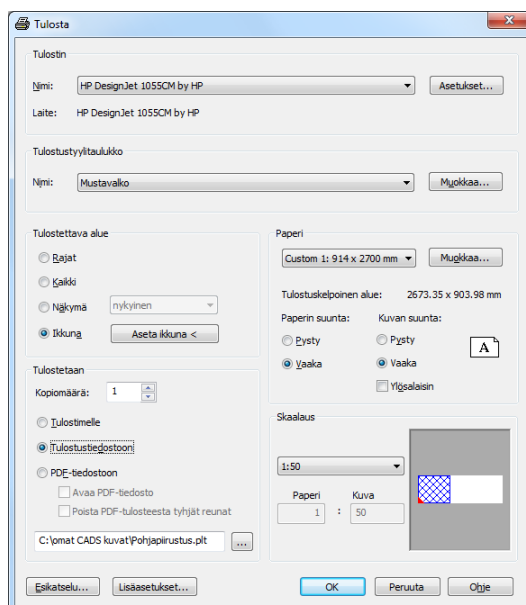 Tulosta
Tulostin
Nimi: HP DesignJet 1055CM by HP Asetukset...
Laite: HP DesignJet 1055CM by HP
Tulostustyylitaulukko
Nimi: Mustavalko Muokkaa...
Tulostettava alue
Rajat
Kaikki
Näkymä nykyinen
Ikkuna Aseta ikkuna <
Paperi
Custom 1: 914 x 2700 mm Muokkaa...
Tulostuskelpoinen alue: 2673.35 x 903.98 mm
Paperin suunta: Kuvan suunta:
Pysty Pysty
Vaaka Vaaka
A
Ylösalaisin
Tulostetaan
Kopiomäärä: 1
Tulostimelle
Tulostustiedostoon
PDF-tiedostoon
Avaa PDF-tiedosto
Poista PDF-tulosteesta tyhjät reunat
C:\omat CADS kuvat\Pohjapiirustus.plt ...
Skaalaus
1:50
Paperi Kuva
1 : 50
Esikatselu... Lisäasetukset... OK Peruuta Ohje